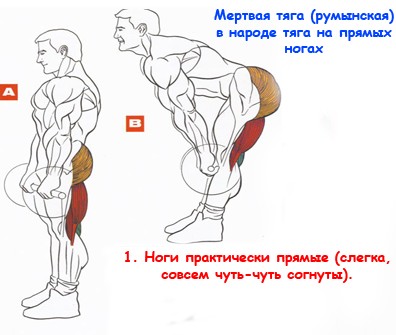 Мертвая тяга (румынская)
в народе тяга на прямых
ногах
А
В
1. Ноги практически прямые (слегка,
совсем чуть-чуть согнуты).